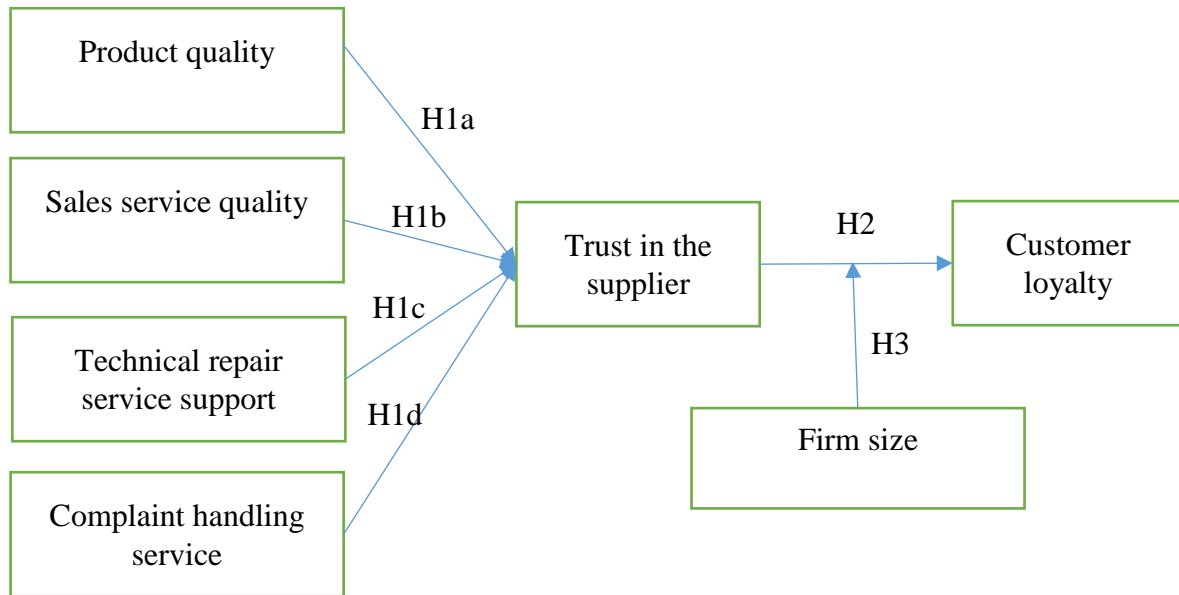 Product quality
H1a
Sales service quality
H1b
Trust in the
supplier
H2
Customer
loyalty
H1c
Technical repair
service support
H3
H1d
Firm size
Complaint handling
service